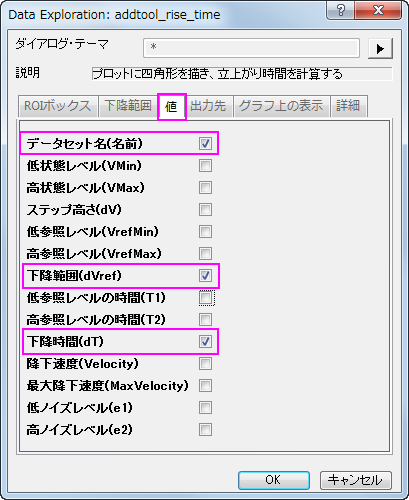 Data Exploration: addtool_rise_time
ダイアログ・テーマ *
説明 プロットに四角形を描き、立上がり時間を計算する
ROIボックス 下降範囲 値 出力先 グラフ上の表示 詳細
データセット名(名前)
低状態レベル(VMin)
高状態レベル(VMax)
ステップ高さ(dV)
低参照レベル(VrefMin)
高参照レベル(VrefMax)
下降範囲(dVref)
低参照レベルの時間(T1)
高参照レベルの時間(T2)
下降時間(dT)
降下速度(Velocity)
最大降下速度(MaxVelocity)
低ノイズレベル(e1)
高ノイズレベル(e2)
OK キャンセル